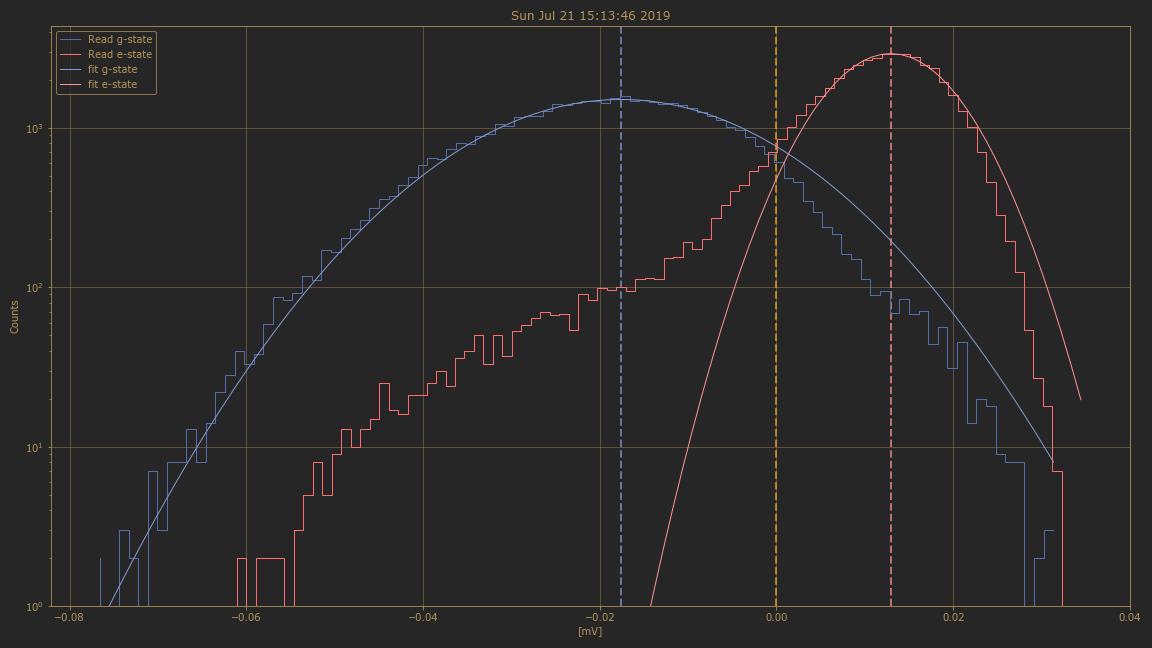 Sun Jul 21 15:13:46 2019
Read g-state
Read e-state
fit g-state
fit e-state
Counts
10³
10²
10¹
10⁰
−0.08 −0.06 −0.04 −0.02 0.00 0.02 0.04
[mV]